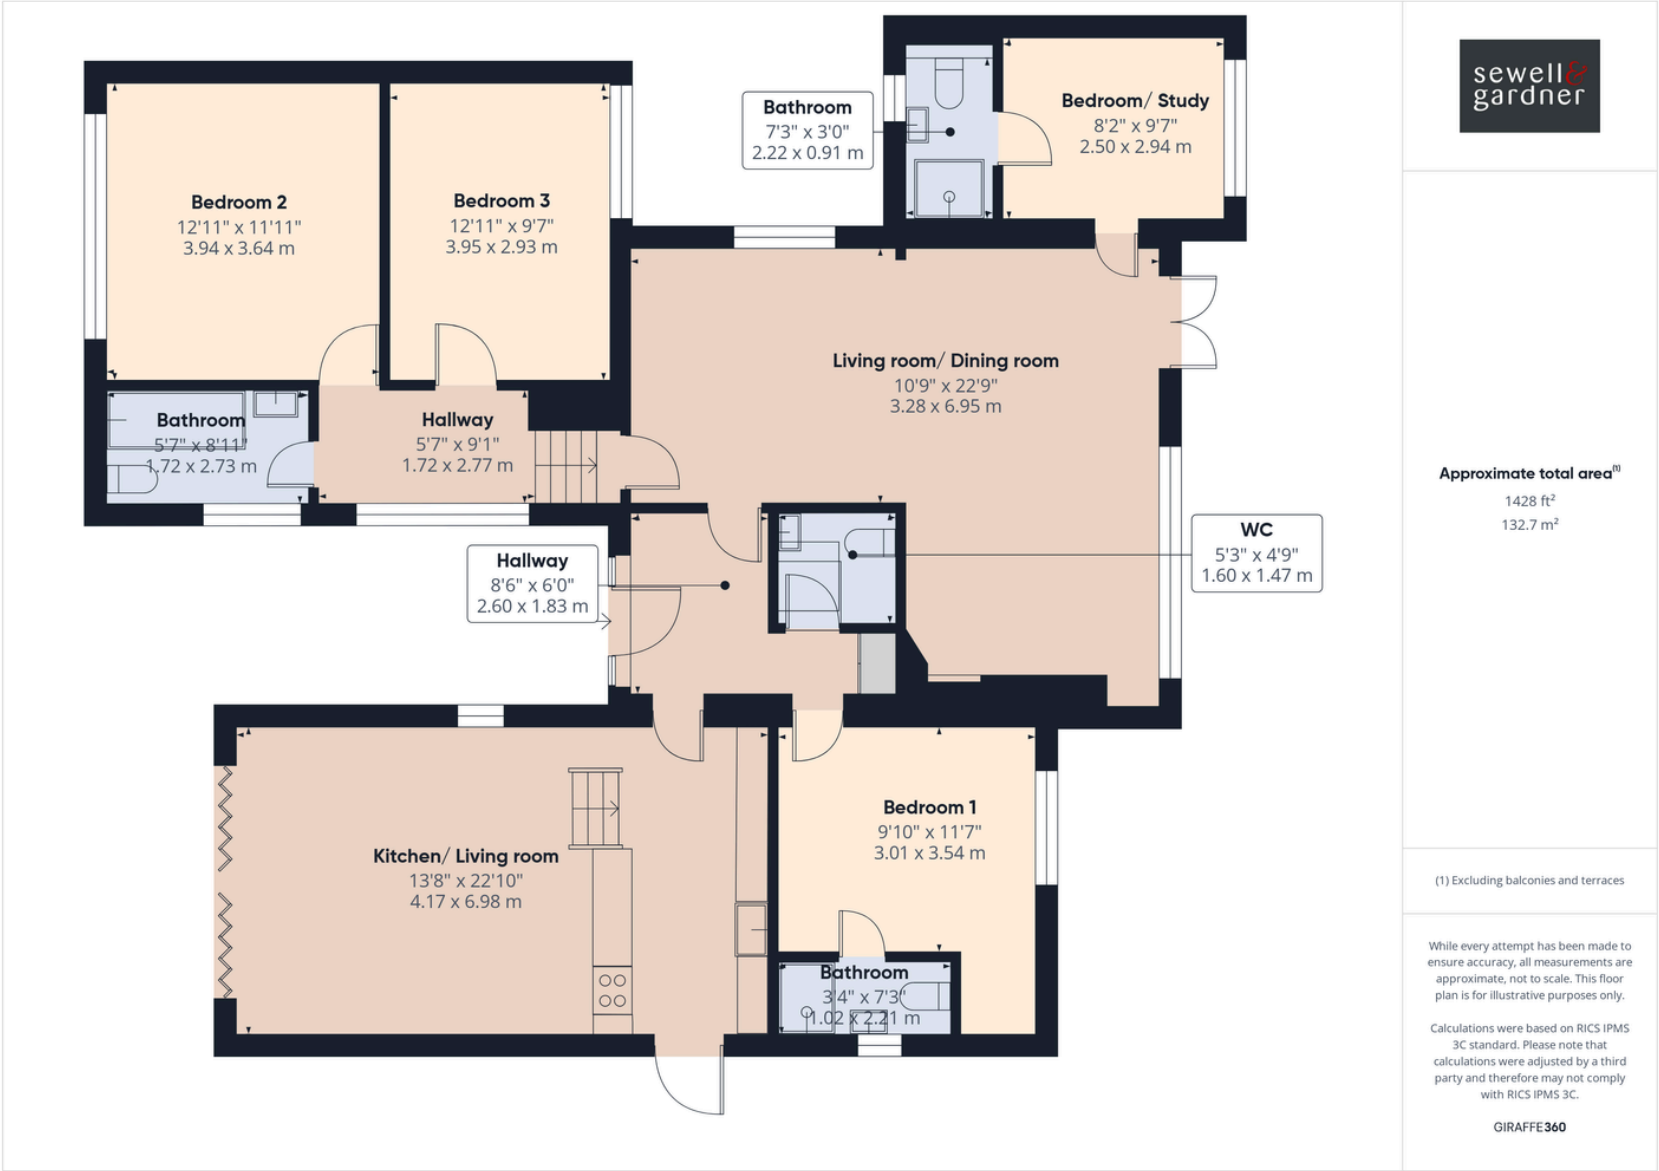 Bathroom
7'3" x 3'0"
2.22 x 0.91 m
Bedroom/ Study
8'2" x 9'7"
2.50 x 2.94 m
Bedroom 2
12'11" x 11'11"
3.94 x 3.64 m
Bedroom 3
12'11" x 9'7"
3.95 x 2.93 m
Living room/ Dining room
10'9" x 22'9"
3.28 x 6.95 m
Bathroom
5'7" x 8'11"
1.72 x 2.73 m
Hallway
5'7" x 9'1"
1.72 x 2.77 m
Hallway
8'6" x 6'0"
2.60 x 1.83 m
WC
5'3" x 4'9"
1.60 x 1.47 m
Kitchen/ Living room
13'8" x 22'10"
4.17 x 6.98 m
Bedroom 1
9'10" x 11'7"
3.01 x 3.54 m
Bathroom
3'4" x 7'3"
1.02 x 2.21 m
sewell&
gardner
Approximate total area(1)
1428 ft²
132.7 m²
(1) Excluding balconies and terraces
While every attempt has been made to
ensure accuracy, all measurements are
approximate, not to scale. This floor
plan is for illustrative purposes only.
Calculations were based on RICS IPMS
3C standard. Please note that
calculations were adjusted by a third
party and therefore may not comply
with RICS IPMS 3C.
GIRAFFE360